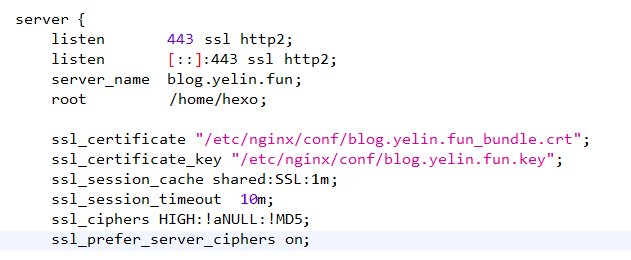 server {
    listen       443 ssl http2;
    listen       [::]:443 ssl http2;
    server_name  blog.yelin.fun;
    root         /home/hexo;
    ssl_certificate "/etc/nginx/conf/blog.yelin.fun_bundle.crt";
    ssl_certificate_key "/etc/nginx/conf/blog.yelin.fun.key";
    ssl_session_cache shared:SSL:1m;
    ssl_session_timeout  10m;
    ssl_ciphers HIGH:!aNULL:!MD5;
    ssl_prefer_server_ciphers on;